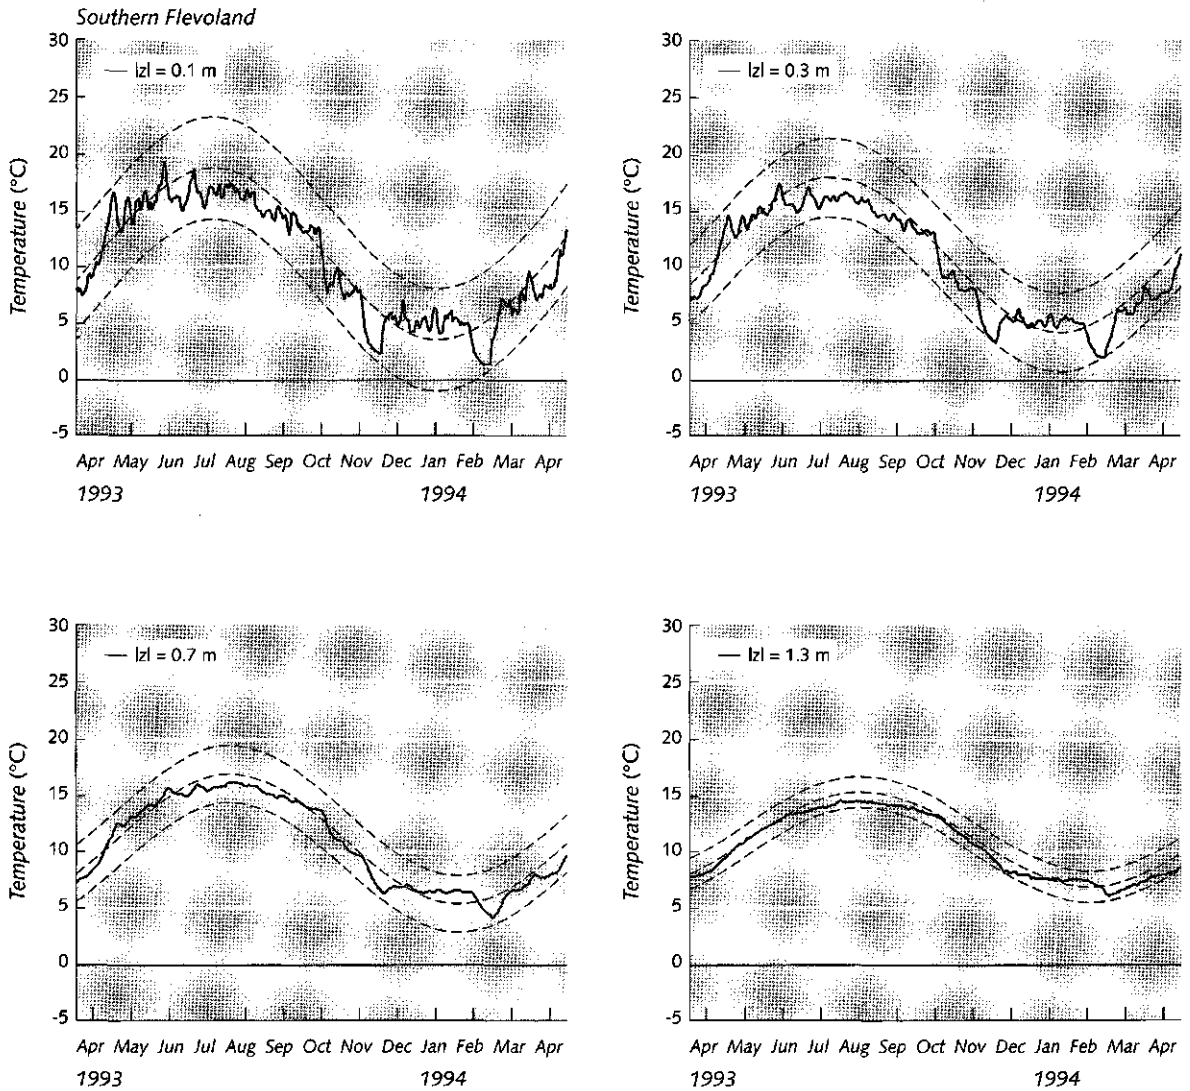 Southern Flevoland
30
25
20
15
10
5
0
-5
Temperature (°C)
|z| = 0.1 m
Apr May Jun Jul Aug Sep Oct Nov Dec Jan Feb Mar Apr
1993 1994
30
25
20
15
10
5
0
-5
Temperature (°C)
|z| = 0.3 m
Apr May Jun Jul Aug Sep Oct Nov Dec Jan Feb Mar Apr
1993 1994
30
25
20
15
10
5
0
-5
Temperature (°C)
|z| = 0.7 m
Apr May Jun Jul Aug Sep Oct Nov Dec Jan Feb Mar Apr
1993 1994
30
25
20
15
10
5
0
-5
Temperature (°C)
|z| = 1.3 m
Apr May Jun Jul Aug Sep Oct Nov Dec Jan Feb Mar Apr
1993 1994